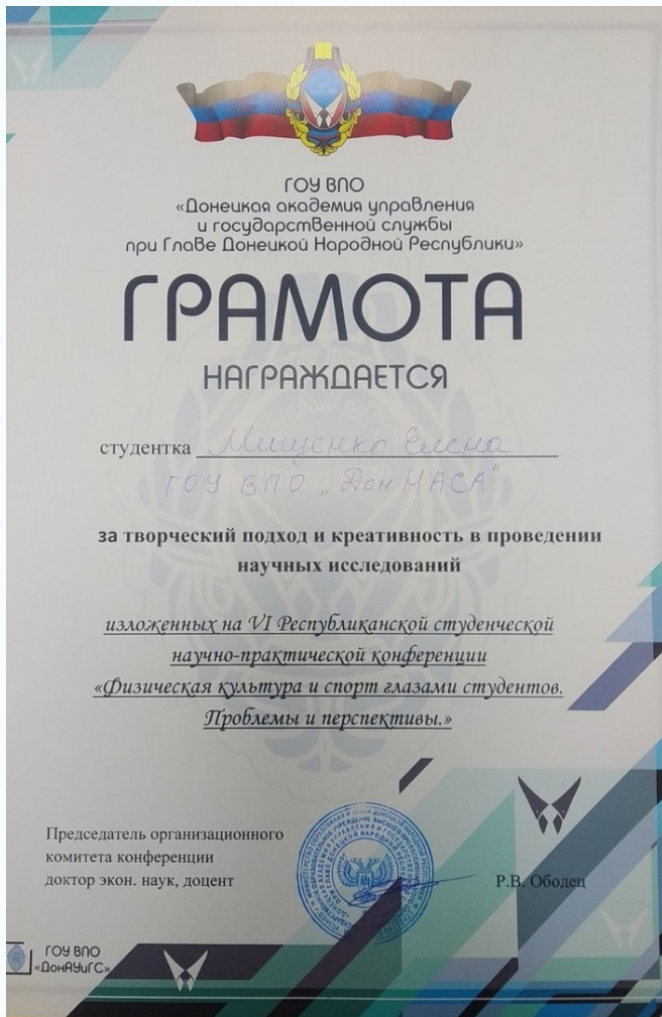 ГОУ ВПО
«Донецкая академия управления
и государственной службы
при Главе Донецкой Народной Республики»
ГРАМОТА
НАГРАЖДАЕТСЯ
студентка Мищенко Елена
ГОУ ВПО „ДонНАСА"
за творческий подход и креативность в проведении
научных исследований
изложенных на VI Республиканской студенческой
научно-практической конференции
«Физическая культура и спорт глазами студентов.
Проблемы и перспективы.»
Председатель организационного
комитета конференции
доктор экон. наук, доцент
Р.В. Ободец
ГОУ ВПО
«ДонАУиГС»